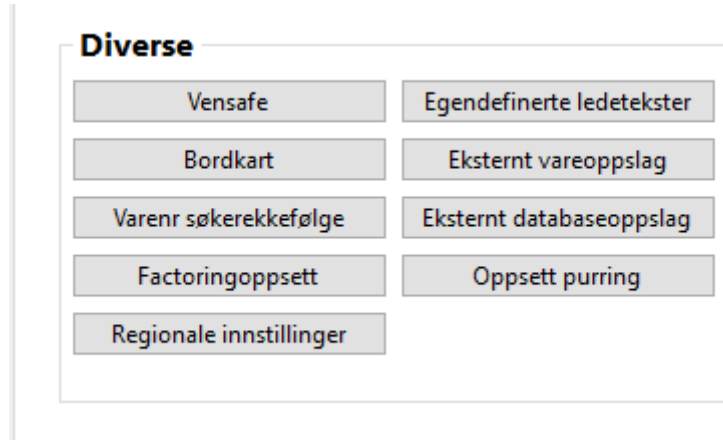 Diverse
Vensafe
Egendefinerte ledetekster
Bordkart
Eksternt vareoppslag
Varenr søkerekkefølge
Eksternt databaseoppslag
Factoringoppsett
Oppsett purring
Regionale innstillinger